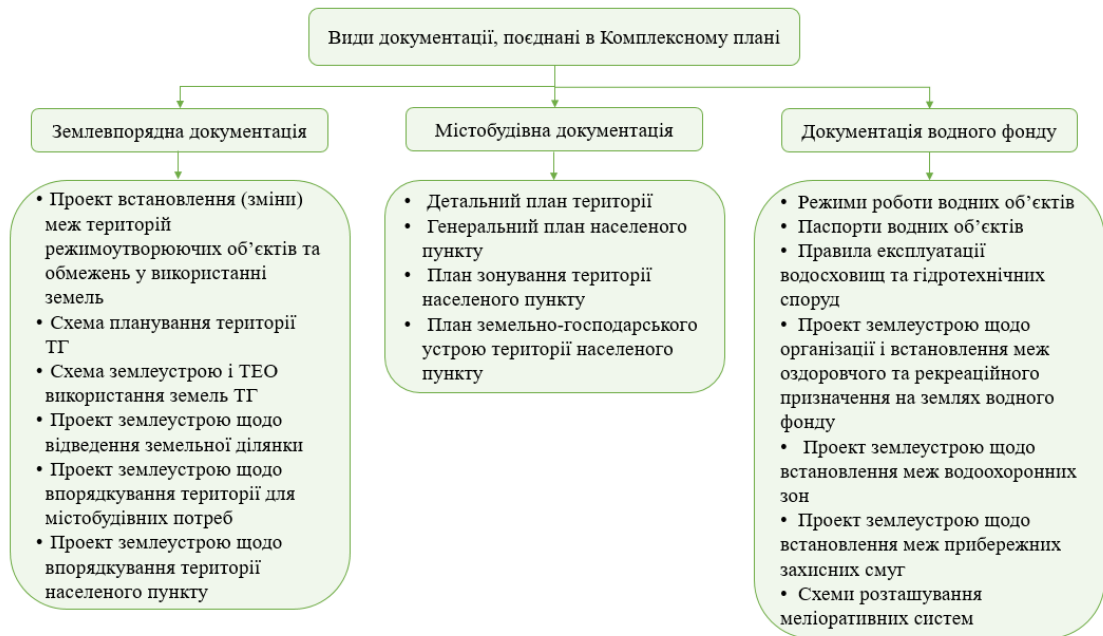 Види документації, поєднані в Комплексному плані
Землевпорядна документація
• Проект встановлення (зміни)
меж територій
режимоутворюючих об’єктів та
обмежень у використанні
земель
• Схема планування території
ТГ
• Схема землеустрою і ТЕО
використання земель ТГ
• Проект землеустрою щодо
відведення земельної ділянки
• Проект землеустрою щодо
впорядкування території для
містобудівних потреб
• Проект землеустрою щодо
впорядкування території
населеного пункту
Містобудівна документація
• Детальний план території
• Генеральний план населеного
пункту
• План зонування території
населеного пункту
• План земельно-господарського
устрою території населеного
пункту
Документація водного фонду
• Режими роботи водних об’єктів
• Паспорти водних об’єктів
• Правила експлуатації
водосховищ та гідротехнічних
споруд
• Проект землеустрою щодо
організації і встановлення меж
оздоровчого та рекреаційного
призначення на землях водного
фонду
• Проект землеустрою щодо
встановлення меж водоохоронних
зон
• Проект землеустрою щодо
встановлення меж прибережних
захисних смуг
• Схеми розташування
меліоративних систем